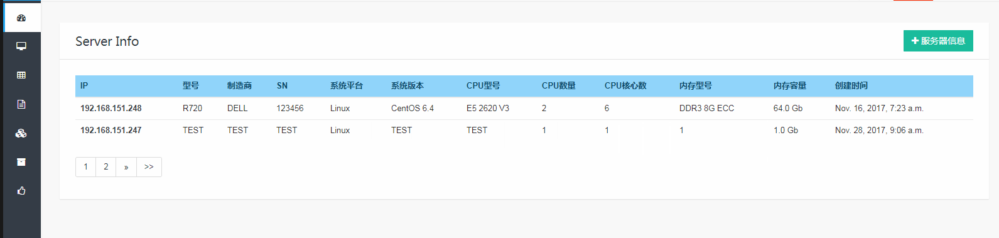 Server Info
服务器信息
IP 型号 制造商 SN 系统平台 系统版本 CPU型号 CPU数量 CPU核心数 内存型号 内存容量 创建时间
192.168.151.248 R720 DELL 123456 Linux CentOS 6.4 E5 2620 V3 2 6 DDR3 8G ECC 64.0 Gb Nov. 16, 2017, 7:23 a.m.
192.168.151.247 TEST TEST TEST Linux TEST TEST 1 1 1 1.0 Gb Nov. 28, 2017, 9:06 a.m.
1 2 » >>